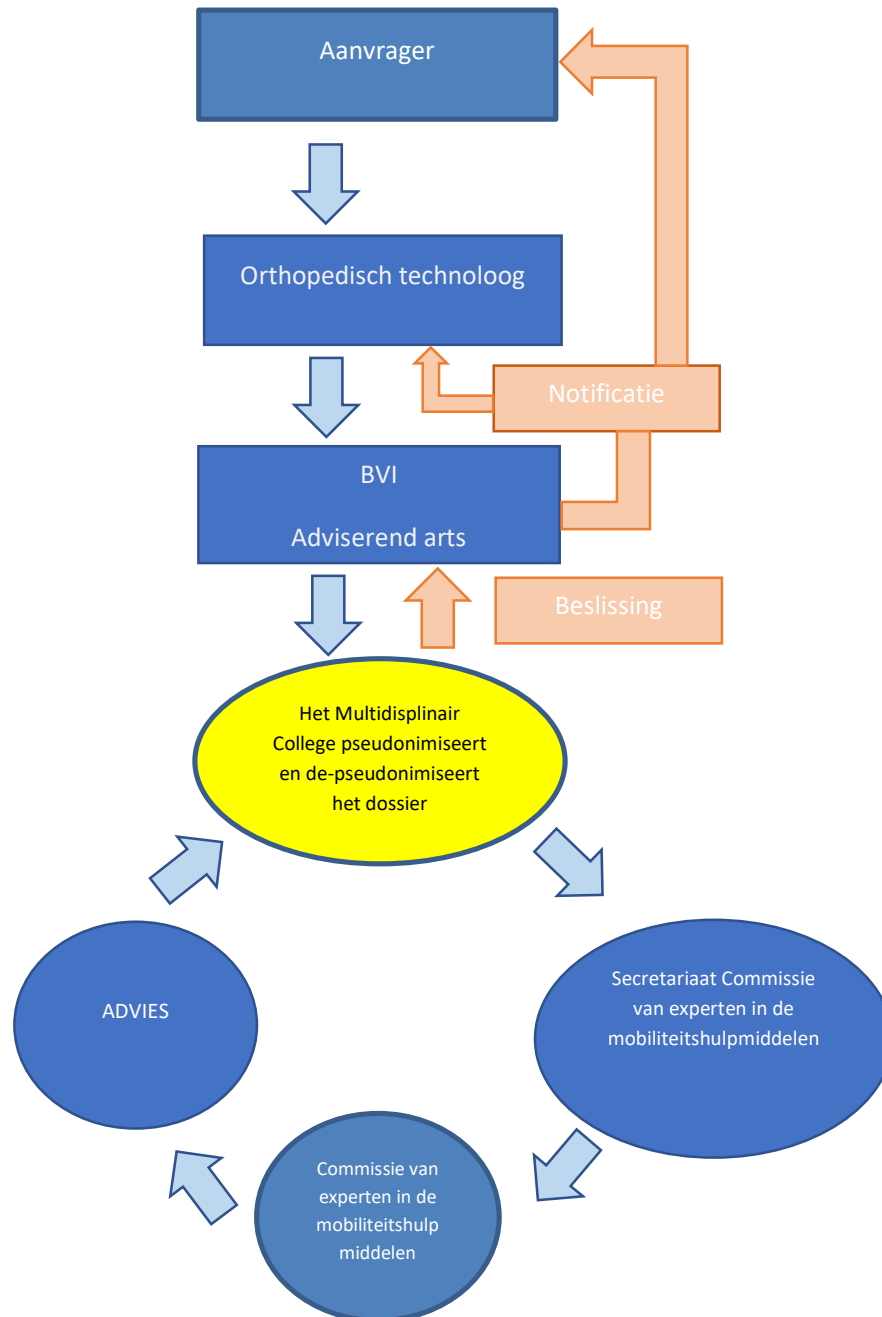 Aanvrager
Orthopedisch technoloog
Notificatie
BVI
Adviserend arts
Beslissing
Het Multidisplinair
College pseudonimiseert
en de-pseudonimiseert
het dossier
Secretariaat Commissie
van experten in de
mobiliteitshulpmiddelen
ADVIES
Commissie van
experten in de
mobiliteitshulp
middelen